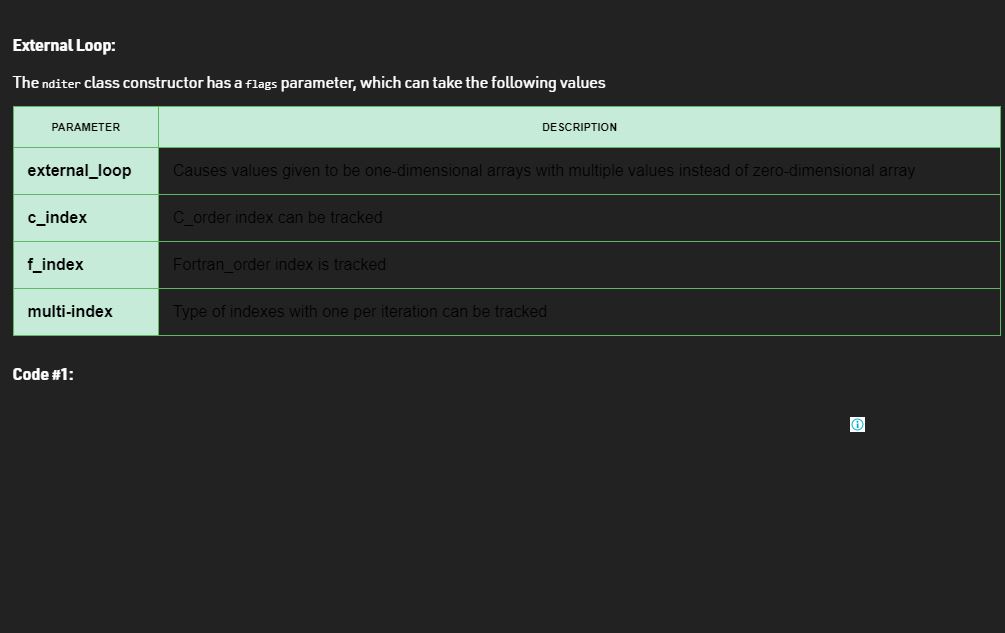 External Loop:
The nditer class constructor has a flags parameter, which can take the following values
PARAMETER DESCRIPTION
external_loop Causes values given to be one-dimensional arrays with multiple values instead of zero-dimensional array
c_index C_order index can be tracked
f_index Fortran_order index is tracked
multi-index Type of indexes with one per iteration can be tracked
Code #1: